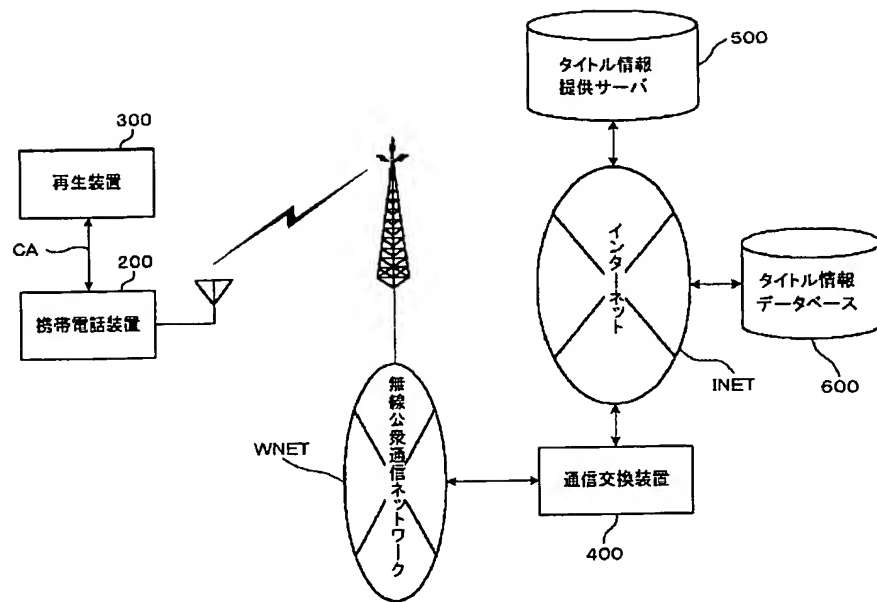 500
タイトル情報
提供サーバ
300
再生装置
CA
200
携帯電話装置
インターネット
タイトル情報
データベース
600
INET
無線公衆通信ネットワーク
WNET
通信交換装置
400